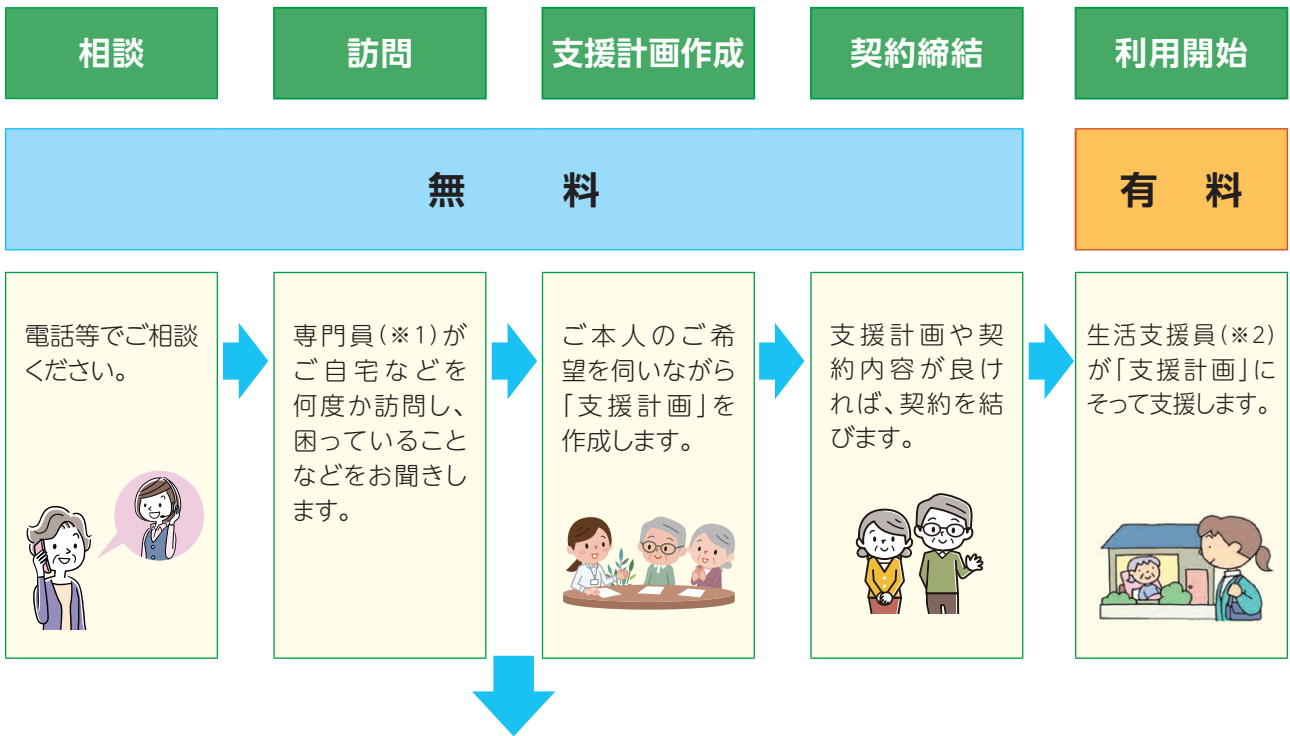 相談
訪問
支援計画作成
契約締結
利用開始
無　料
有　料
電話等でご相談
ください。
専門員(※1)が
ご自宅などを
何度か訪問し、
困っていること
などをお聞きし
ます。
ご本人のご希
望を伺いながら
「支援計画」を
作成します。
支援計画や契
約内容が良け
れば、契約を結
びます。
生活支援員(※2)
が「支援計画」に
そって支援します。